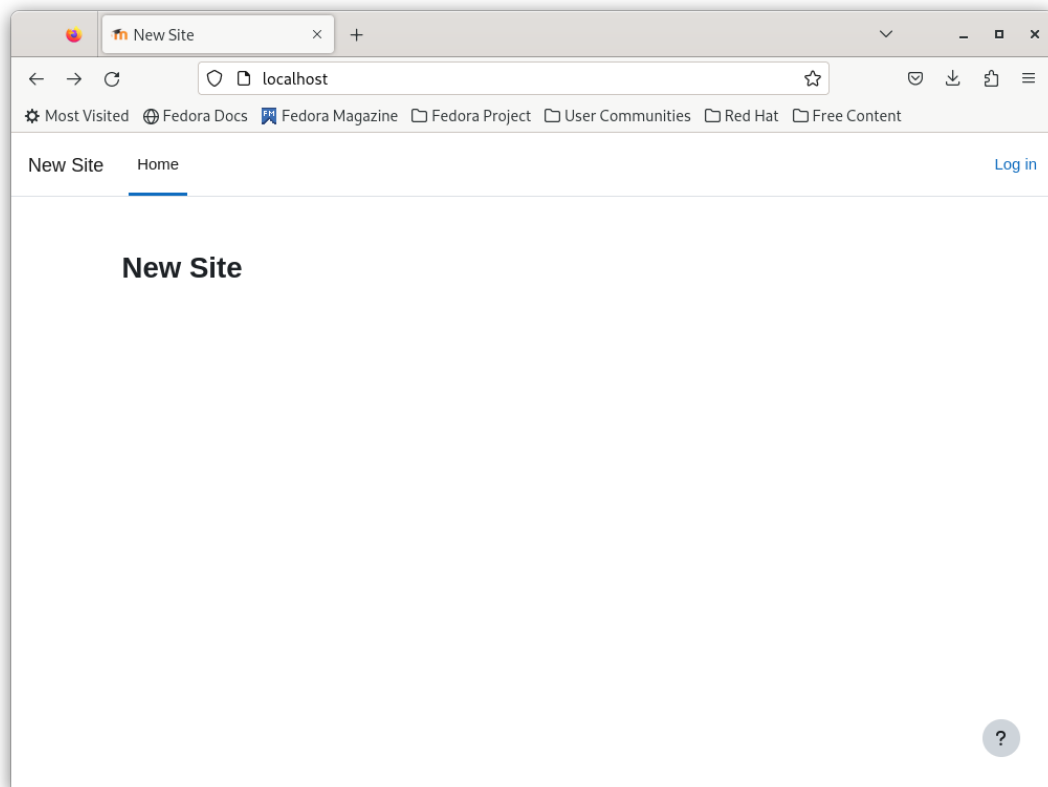 New Site
localhost
Most Visited Fedora Docs FM Fedora Magazine Fedora Project User Communities Red Hat Free Content
New Site Home Log in
New Site
?